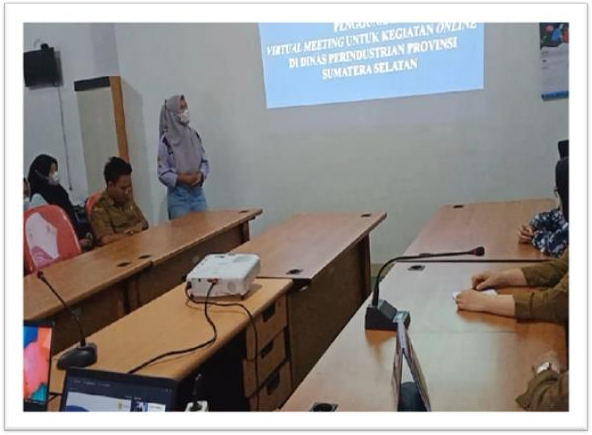 VIRTUAL MEETING UNTUK KEGIATAN ONLINE
DI DINAS PERINDUSTRIAN PROVINSI
SUMATERA SELATAN